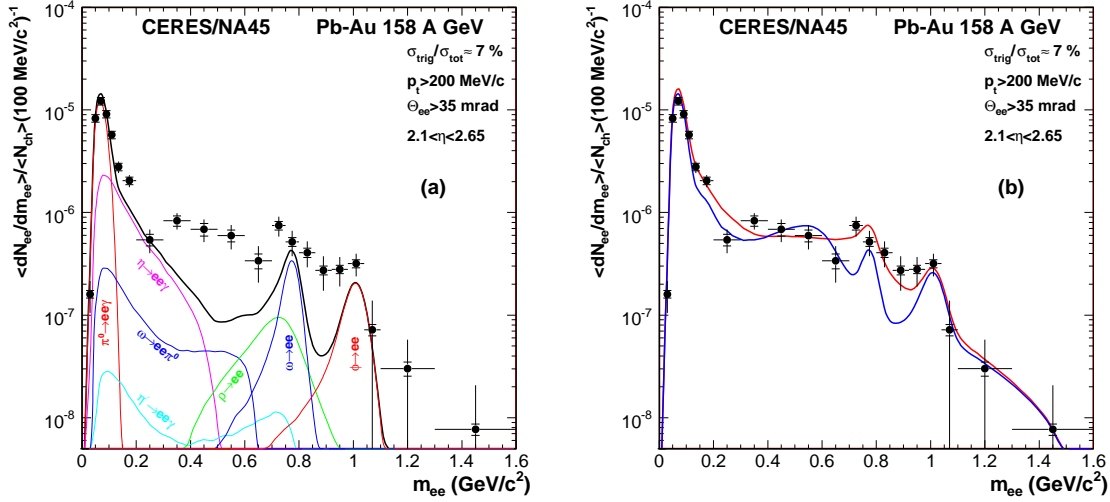 CERES/NA45 Pb-Au 158 A GeV
σtrig/σtot≈ 7 %
pt>200 MeV/c
Θee>35 mrad
2.1<η<2.65
(a)
<dNee/dmee>/<Nch>(100 MeV/c²)⁻¹
10⁻⁴
10⁻⁵
10⁻⁶
10⁻⁷
10⁻⁸
π⁰→eeγ
η→eeγ
ω→eeπ⁰
η'→eeγ
ρ→ee
ω→ee
φ→ee
0 0.2 0.4 0.6 0.8 1 1.2 1.4 1.6
mee (GeV/c²)
CERES/NA45 Pb-Au 158 A GeV
σtrig/σtot≈ 7 %
pt>200 MeV/c
Θee>35 mrad
2.1<η<2.65
(b)
<dNee/dmee>/<Nch>(100 MeV/c²)⁻¹
10⁻⁴
10⁻⁵
10⁻⁶
10⁻⁷
10⁻⁸
0 0.2 0.4 0.6 0.8 1 1.2 1.4 1.6
mee (GeV/c²)